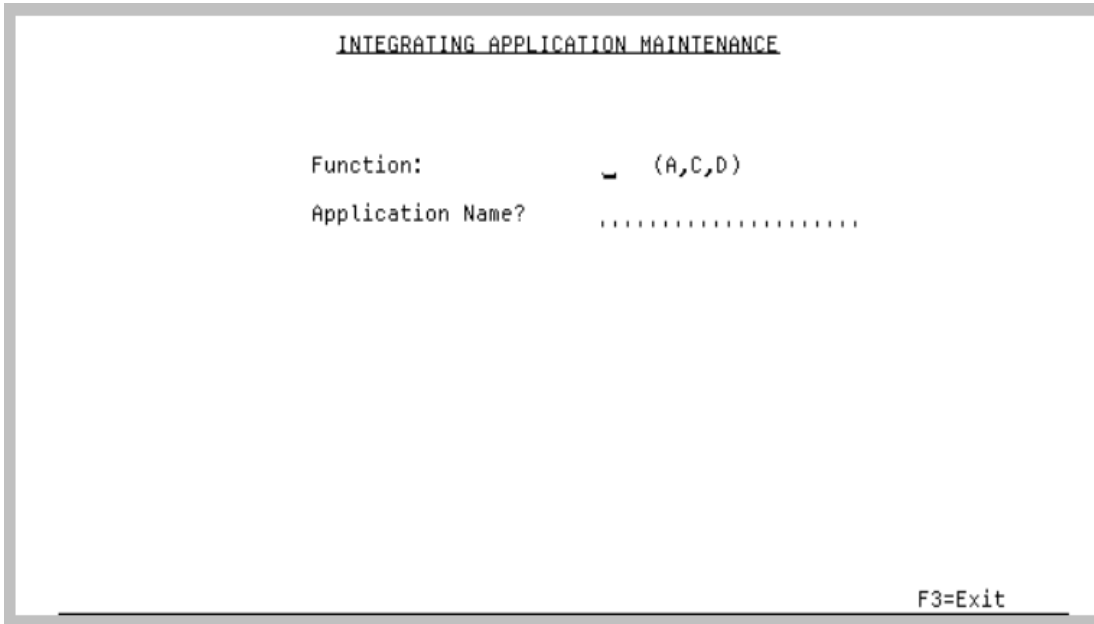 INTEGRATING APPLICATION MAINTENANCE
Function: _ (A,C,D)
Application Name?
F3=Exit